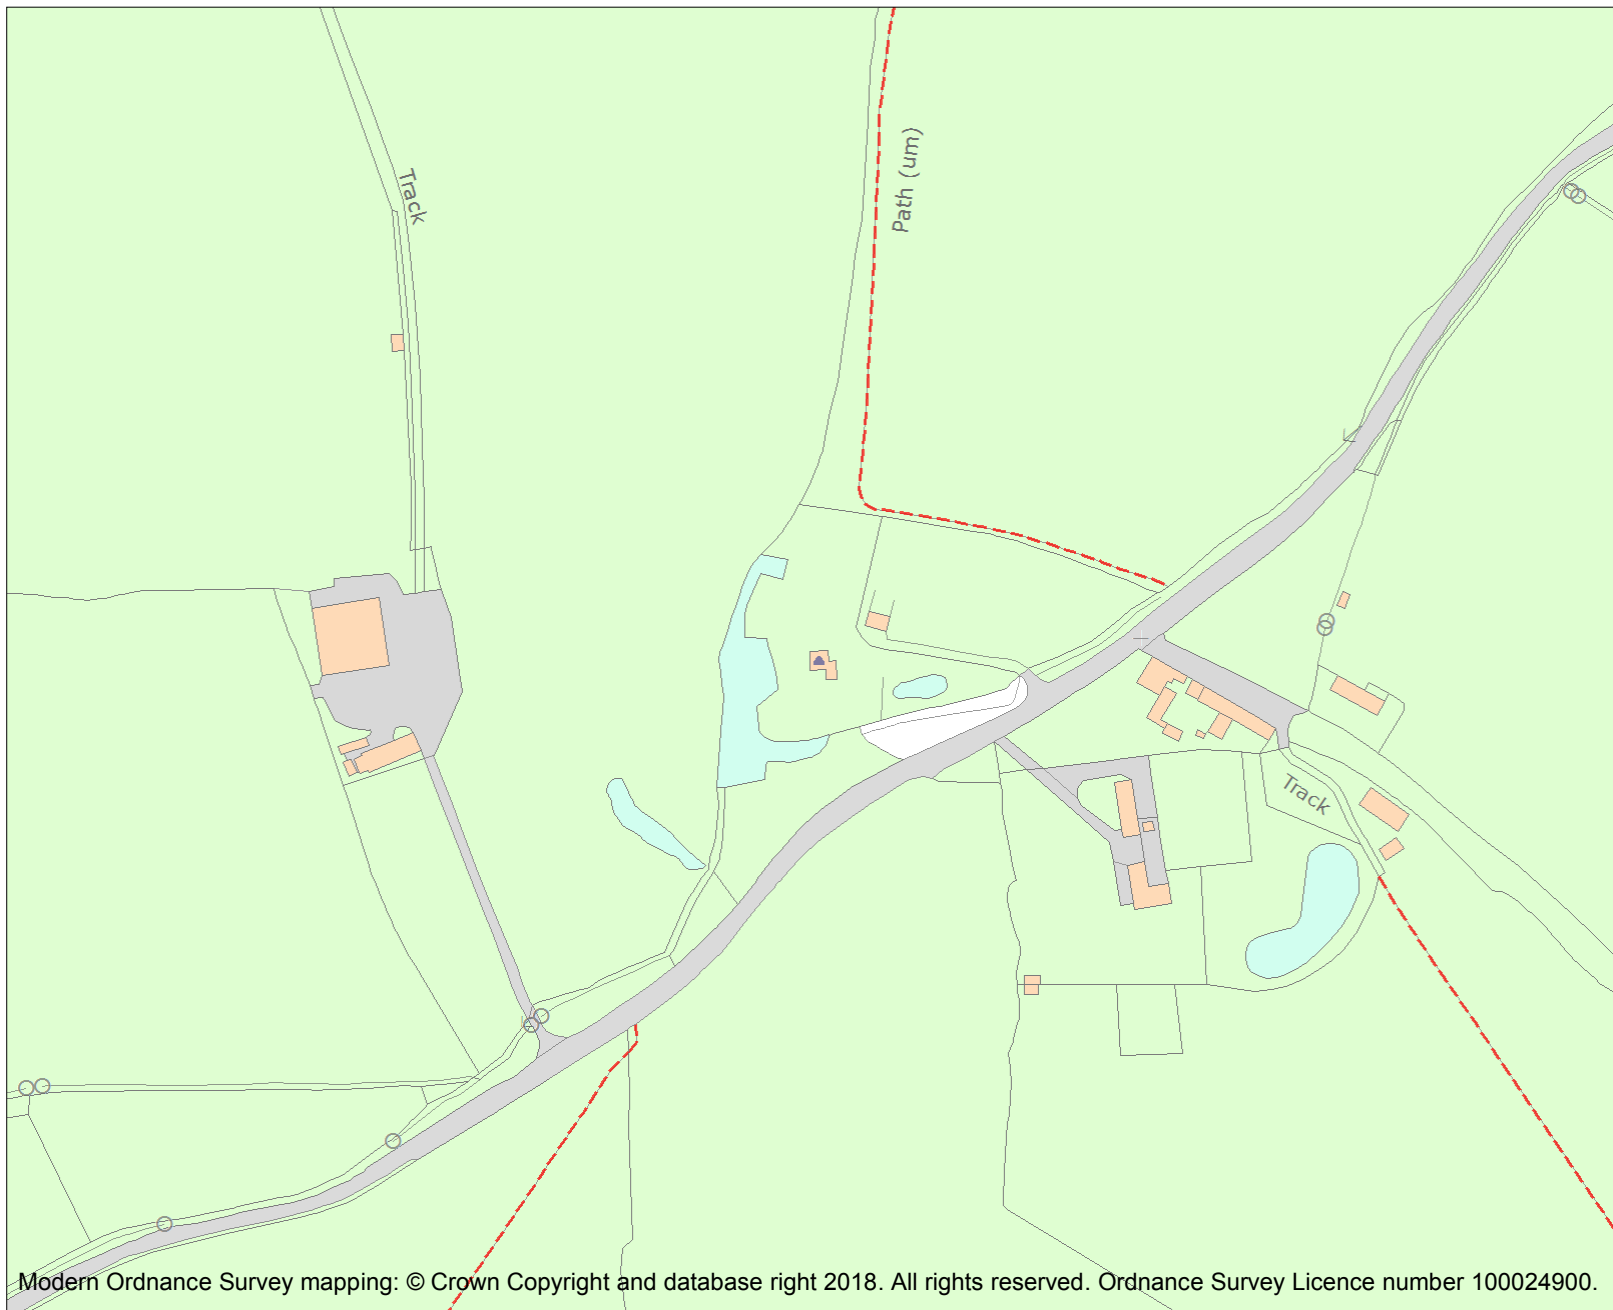 Track
Path (um)
Track
Modern Ordnance Survey mapping: © Crown Copyright and database right 2018. All rights reserved. Ordnance Survey Licence number 100024900.